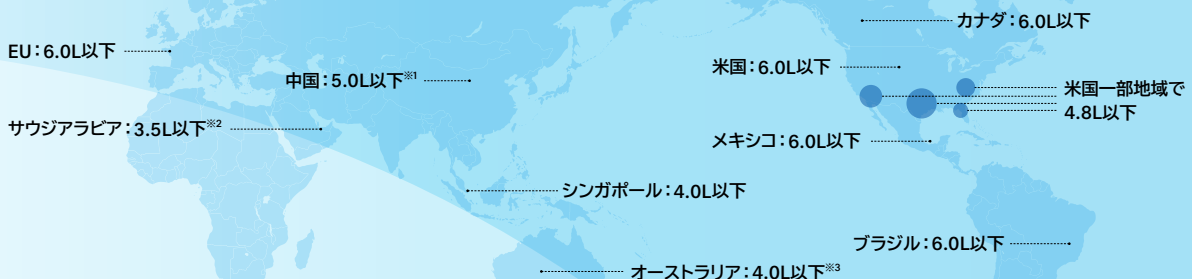 カナダ：6.0L以下
EU：6.0L以下
中国：5.0L以下※1
米国：6.0L以下
米国一部地域で
4.8L以下
サウジアラビア：3.5L以下※2
メキシコ：6.0L以下
シンガポール：4.0L以下
ブラジル：6.0L以下
オーストラリア：4.0L以下※3